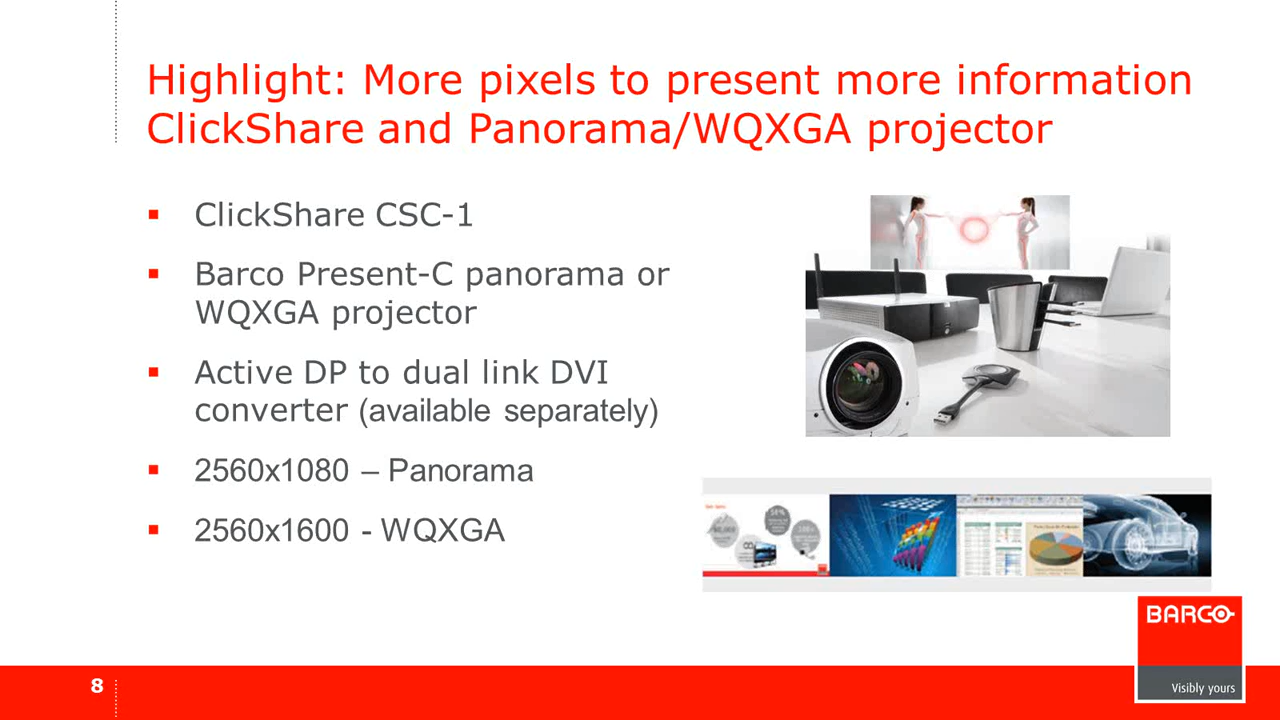 Highlight: More pixels to present more information
ClickShare and Panorama/WQXGA projector
▪ ClickShare CSC-1
▪ Barco Present-C panorama or
WQXGA projector
▪ Active DP to dual link DVI
converter (available separately)
▪ 2560x1080 – Panorama
▪ 2560x1600 - WQXGA
BARCO
Visibly yours
8